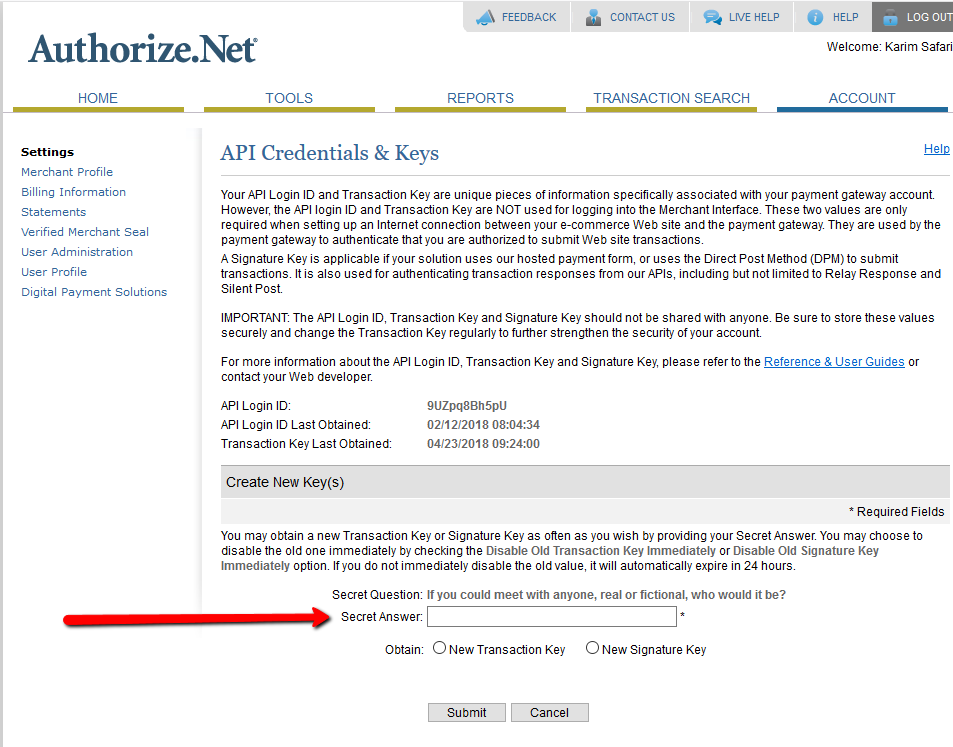 FEEDBACK CONTACT US LIVE HELP HELP LOG OUT
Authorize.Net®
Welcome: Karim Safari
HOME TOOLS REPORTS TRANSACTION SEARCH ACCOUNT
Settings
Merchant Profile
Billing Information
Statements
Verified Merchant Seal
User Administration
User Profile
Digital Payment Solutions
API Credentials & Keys
Help
Your API Login ID and Transaction Key are unique pieces of information specifically associated with your payment gateway account.
However, the API login ID and Transaction Key are NOT used for logging into the Merchant Interface. These two values are only
required when setting up an Internet connection between your e-commerce Web site and the payment gateway. They are used by the
payment gateway to authenticate that you are authorized to submit Web site transactions.
A Signature Key is applicable if your solution uses our hosted payment form, or uses the Direct Post Method (DPM) to submit
transactions. It is also used for authenticating transaction responses from our APIs, including but not limited to Relay Response and
Silent Post.
IMPORTANT: The API Login ID, Transaction Key and Signature Key should not be shared with anyone. Be sure to store these values
securely and change the Transaction Key regularly to further strengthen the security of your account.
For more information about the API Login ID, Transaction Key and Signature Key, please refer to the Reference & User Guides or
contact your Web developer.
API Login ID: 9UZpq8Bh5pU
API Login ID Last Obtained: 02/12/2018 08:04:34
Transaction Key Last Obtained: 04/23/2018 09:24:00
Create New Key(s)
* Required Fields
You may obtain a new Transaction Key or Signature Key as often as you wish by providing your Secret Answer. You may choose to
disable the old one immediately by checking the Disable Old Transaction Key Immediately or Disable Old Signature Key
Immediately option. If you do not immediately disable the old value, it will automatically expire in 24 hours.
Secret Question: If you could meet with anyone, real or fictional, who would it be?
Secret Answer: *
Obtain: New Transaction Key New Signature Key
Submit Cancel